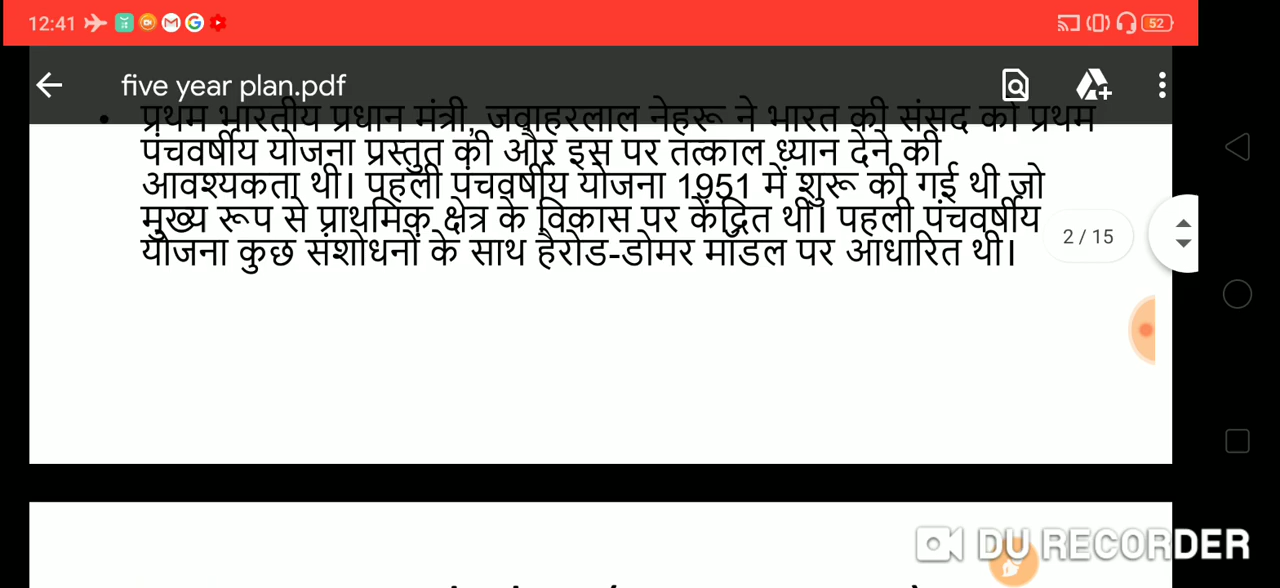 12:41
52
five year plan.pdf
प्रथम भारतीय प्रधान मंत्री, जवाहरलाल नेहरू ने भारत की संसद को प्रथम
पंचवर्षीय योजना प्रस्तुत की और इस पर तत्काल ध्यान देने की
आवश्यकता थी। पहली पंचवर्षीय योजना 1951 में शुरू की गई थी जो
मुख्य रूप से प्राथमिक क्षेत्र के विकास पर केंद्रित थी। पहली पंचवर्षीय
योजना कुछ संशोधनों के साथ हैरोड-डोमर मॉडल पर आधारित थी।
2 / 15
DU RECORDER